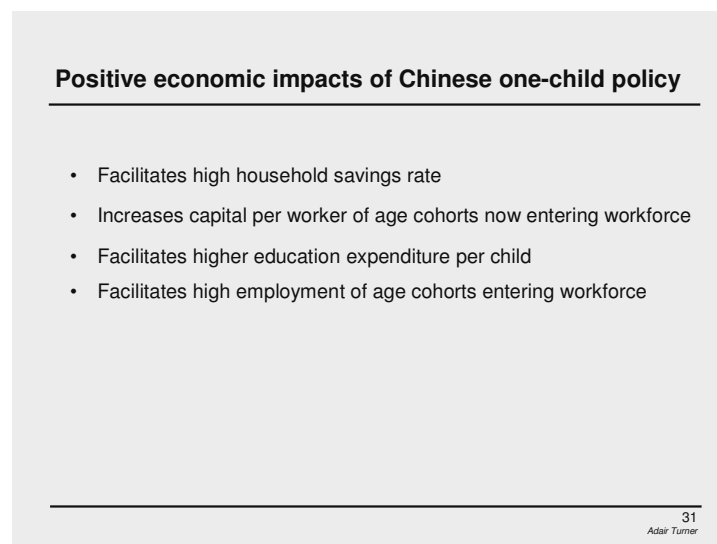 Positive economic impacts of Chinese one-child policy
• Facilitates high household savings rate
• Increases capital per worker of age cohorts now entering workforce
• Facilitates higher education expenditure per child
• Facilitates high employment of age cohorts entering workforce
31
Adair Turner